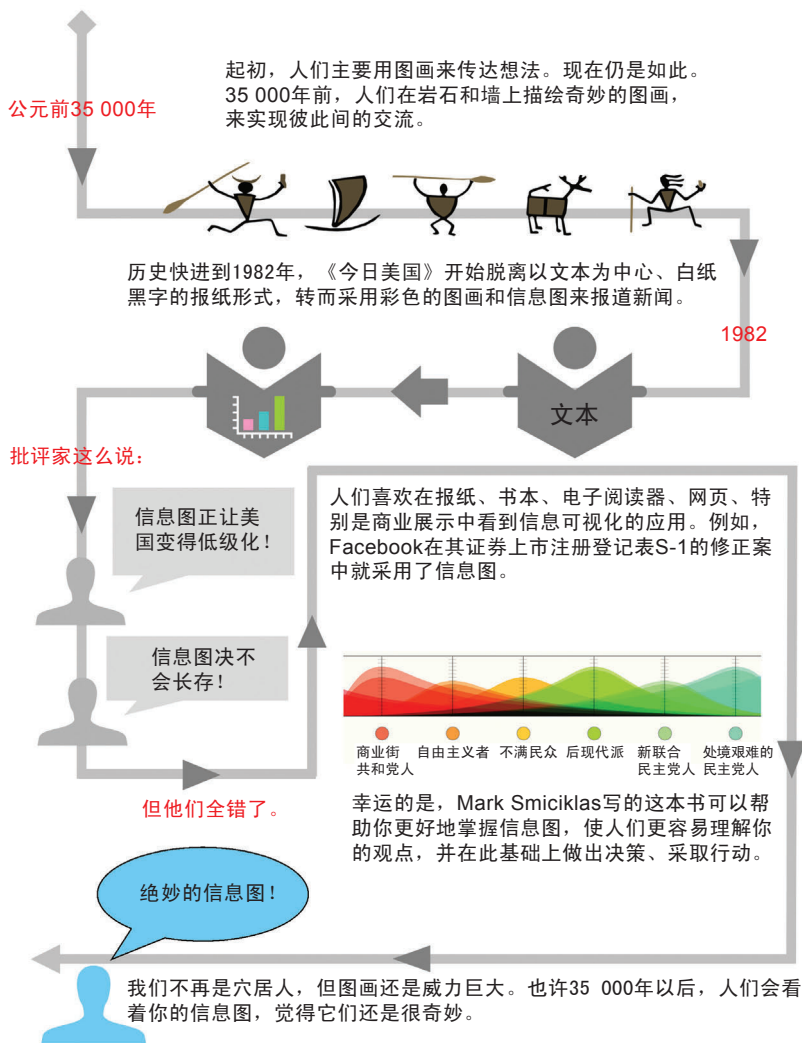 起初，人们主要用图画来传达想法。现在仍是如此。
35 000年前，人们在岩石和墙上描绘奇妙的图画，
来实现彼此间的交流。
公元前35 000年
历史快进到1982年，《今日美国》开始脱离以文本为中心、白纸
黑字的报纸形式，转而采用彩色的图画和信息图来报道新闻。
1982
文本
批评家这么说：
信息图正让美
国变得低级化！
信息图决不
会长存！
但他们全错了。
人们喜欢在报纸、书本、电子阅读器、网页、特
别是商业展示中看到信息可视化的应用。例如，
Facebook在其证券上市注册登记表S-1的修正案
中就采用了信息图。
商业街
共和党人
自由主义者
不满民众
后现代派
新联合
民主党人
处境艰难的
民主党人
幸运的是，Mark Smiciklas写的这本书可以帮
助你更好地掌握信息图，使人们更容易理解你
的观点，并在此基础上做出决策、采取行动。
绝妙的信息图！
我们不再是穴居人，但图画还是威力巨大。也许35 000年以后，人们会看
着你的信息图，觉得它们还是很奇妙。